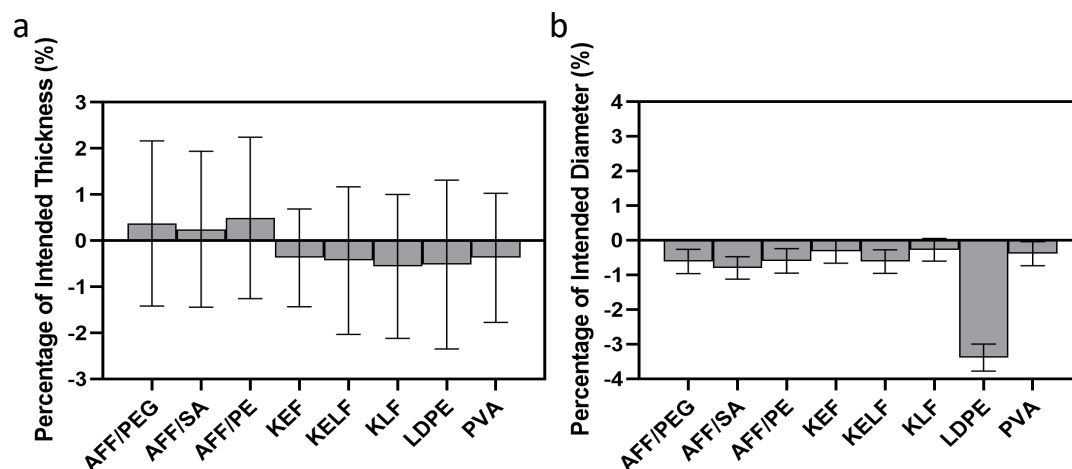 a
Percentage of Intended Thickness (%)
3
2
1
0
-1
-2
-3
AFF/PEG
AFF/SA
AFF/PE
KEF
KELF
KLF
LDPE
PVA
b
Percentage of Intended Diameter (%)
4
3
2
1
0
-1
-2
-3
-4
AFF/PEG
AFF/SA
AFF/PE
KEF
KELF
KLF
LDPE
PVA